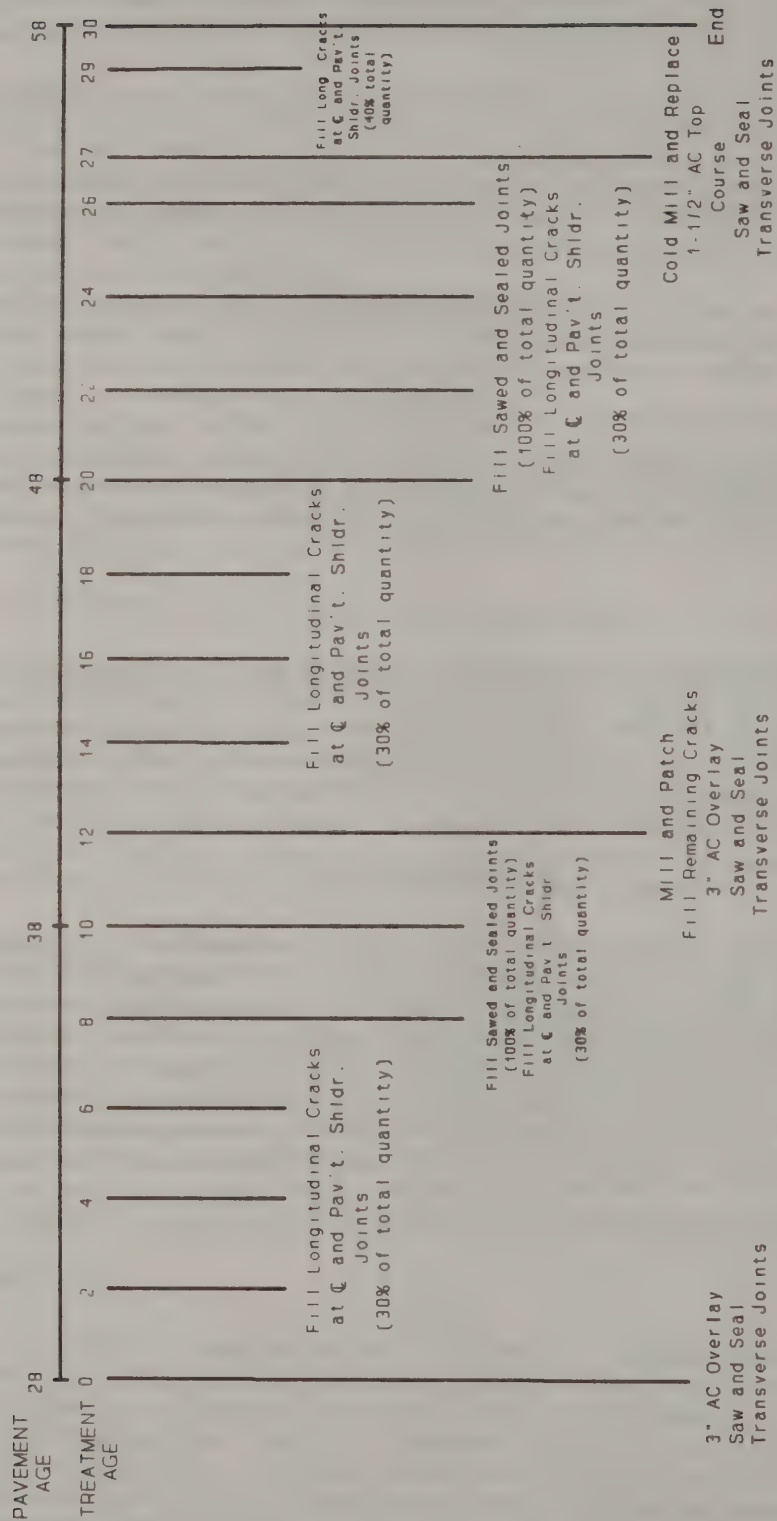 PAVEMENT
AGE
28
38
48
58
TREATMENT
AGE
0
2
4
6
8
10
12
14
16
18
20
22
24
26
27
29
30
Fill Longitudinal Cracks
at ℄ and Pav't. Shldr.
Joints
(30% of total quantity)
Fill Longitudinal Cracks
at ℄ and Pav't. Shldr.
Joints
(30% of total quantity)
Fill Long. Cracks
at ℄ and Pav't.
Shldr. Joints
(40% total
quantity)
Fill Sawed and Sealed Joints
(100% of total quantity)
Fill Longitudinal Cracks
at ℄ and Pav t Shldr
Joints
(30% of total quantity)
Fill Sawed and Sealed Joints
(100% of total quantity)
Fill Longitudinal Cracks
at ℄ and Pav't. Shldr.
Joints
(30% of total quantity)
3" AC Overlay
Saw and Seal
Transverse Joints
Mill and Patch
Fill Remaining Cracks
3" AC Overlay
Saw and Seal
Transverse Joints
Cold Mill and Replace
1-1/2" AC Top
Course
Saw and Seal
Transverse Joints
End